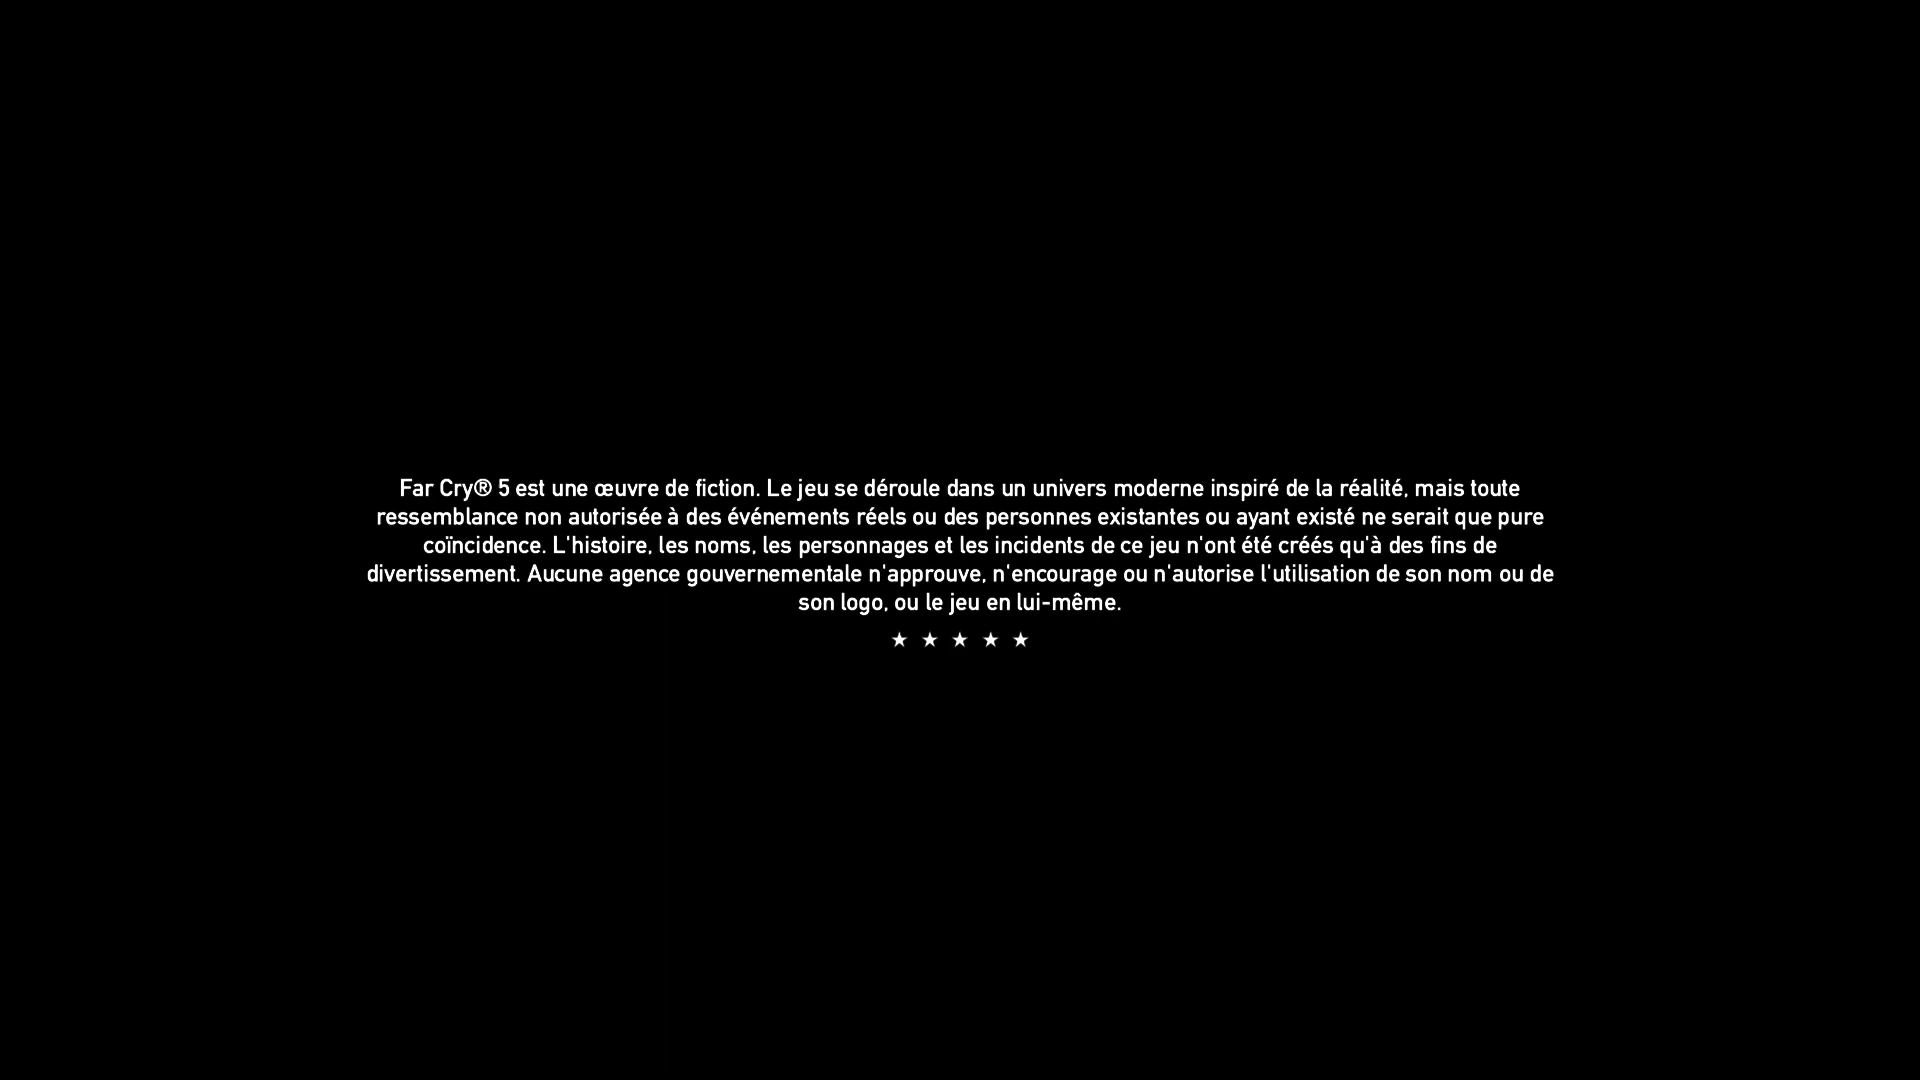 Far Cry® 5 est une œuvre de fiction. Le jeu se déroule dans un univers moderne inspiré de la réalité, mais toute
ressemblance non autorisée à des événements réels ou des personnes existantes ou ayant existé ne serait que pure
coïncidence. L'histoire, les noms, les personnages et les incidents de ce jeu n'ont été créés qu'à des fins de
divertissement. Aucune agence gouvernementale n'approuve, n'encourage ou n'autorise l'utilisation de son nom ou de
son logo, ou le jeu en lui-même.
★ ★ ★ ★ ★